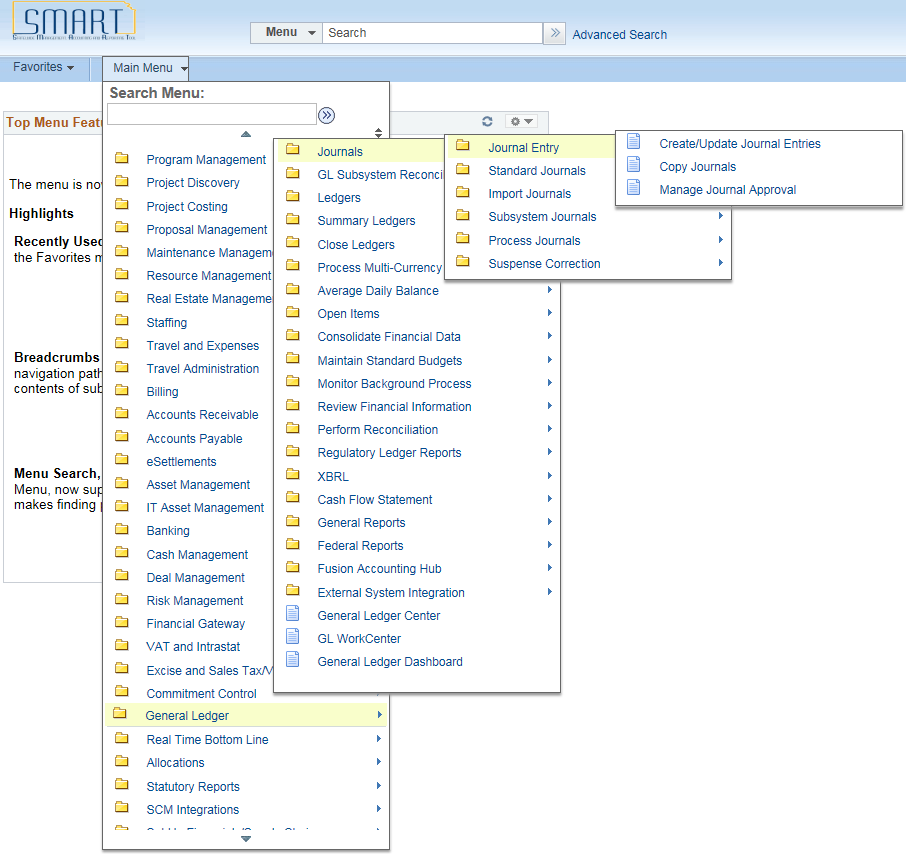 SMART
Menu
Search
Advanced Search
Favorites
Main Menu
Search Menu:
Top Menu Featu
The menu is now
Highlights
Recently Used
the Favorites m
Breadcrumbs
navigation path
contents of sub
Menu Search,
Menu, now sup
makes finding p
Program Management
Project Discovery
Project Costing
Proposal Management
Maintenance Managem
Resource Management
Real Estate Managemen
Staffing
Travel and Expenses
Travel Administration
Billing
Accounts Receivable
Accounts Payable
eSettlements
Asset Management
IT Asset Management
Banking
Cash Management
Deal Management
Risk Management
Financial Gateway
VAT and Intrastat
Excise and Sales Tax/V
Commitment Control
General Ledger
Real Time Bottom Line
Allocations
Statutory Reports
SCM Integrations
Journals
GL Subsystem Reconcil
Ledgers
Summary Ledgers
Close Ledgers
Process Multi-Currency
Average Daily Balance
Open Items
Consolidate Financial Data
Maintain Standard Budgets
Monitor Background Process
Review Financial Information
Perform Reconciliation
Regulatory Ledger Reports
XBRL
Cash Flow Statement
General Reports
Federal Reports
Fusion Accounting Hub
External System Integration
General Ledger Center
GL WorkCenter
General Ledger Dashboard
Journal Entry
Standard Journals
Import Journals
Subsystem Journals
Process Journals
Suspense Correction
Create/Update Journal Entries
Copy Journals
Manage Journal Approval